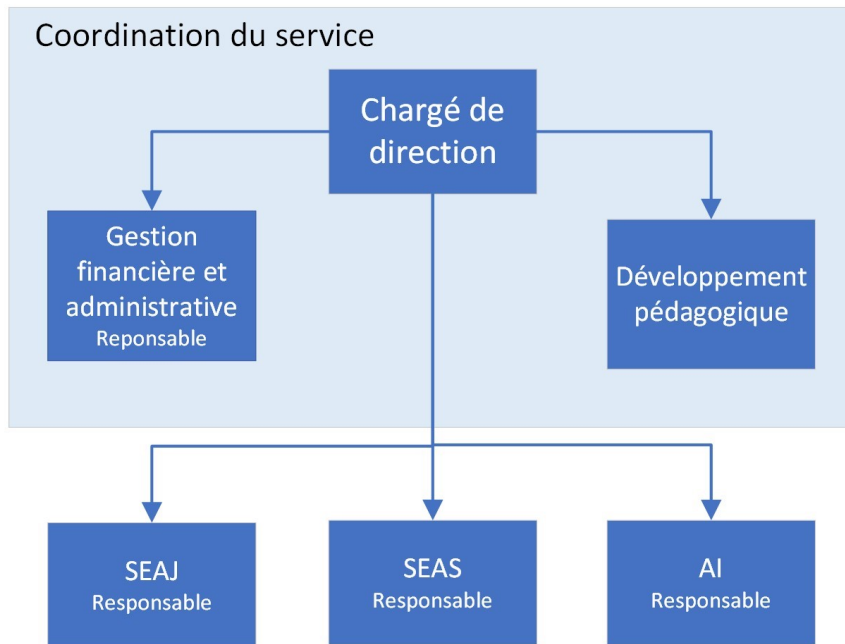 Coordination du service
Chargé de
direction
Gestion
financière et
administrative
Reponsable
Développement
pédagogique
SEAJ
Responsable
SEAS
Responsable
AI
Responsable